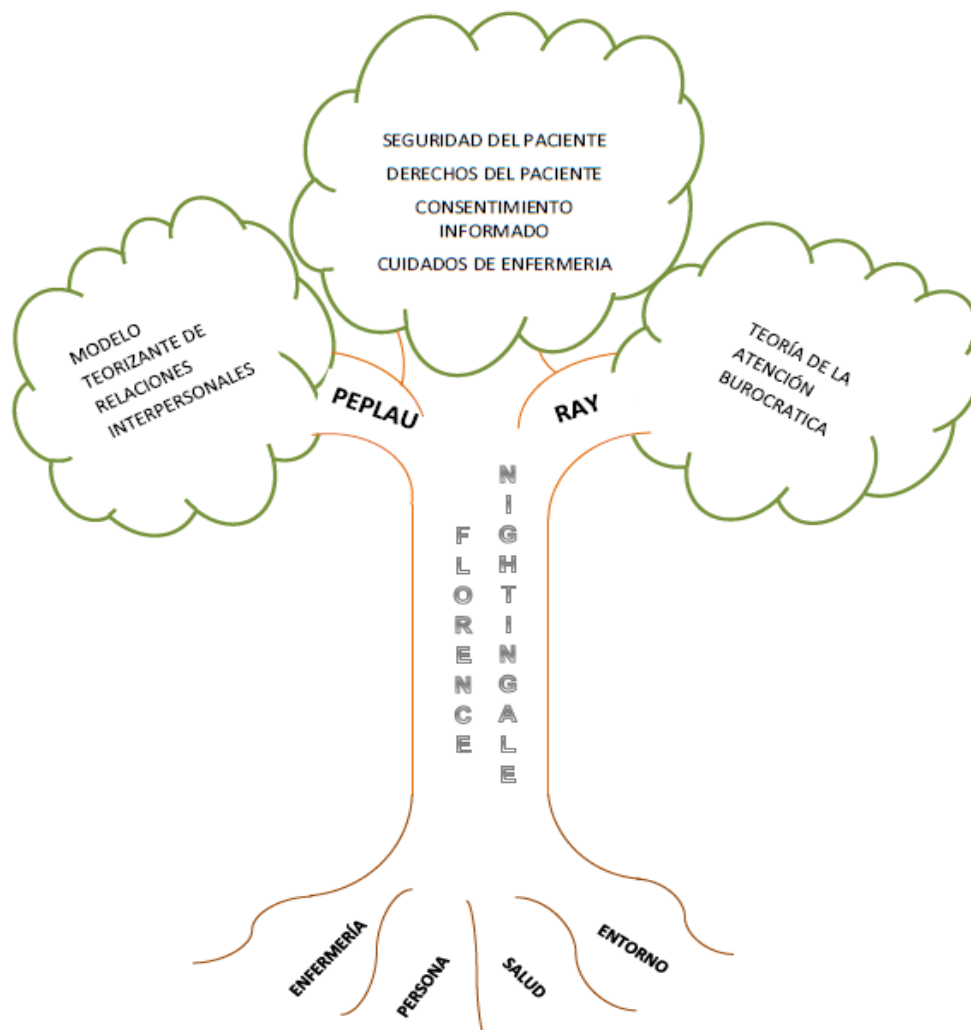 SEGURIDAD DEL PACIENTE
DERECHOS DEL PACIENTE
CONSENTIMIENTO
INFORMADO
CUIDADOS DE ENFERMERIA
MODELO
TEORIZANTE DE
RELACIONES
INTERPERSONALES
TEORÍA DE LA
ATENCIÓN
BUROCRATICA
PEPLAU
RAY
FLORENCE
NIGHTINGALE
ENFERMERÍA
PERSONA
SALUD
ENTORNO